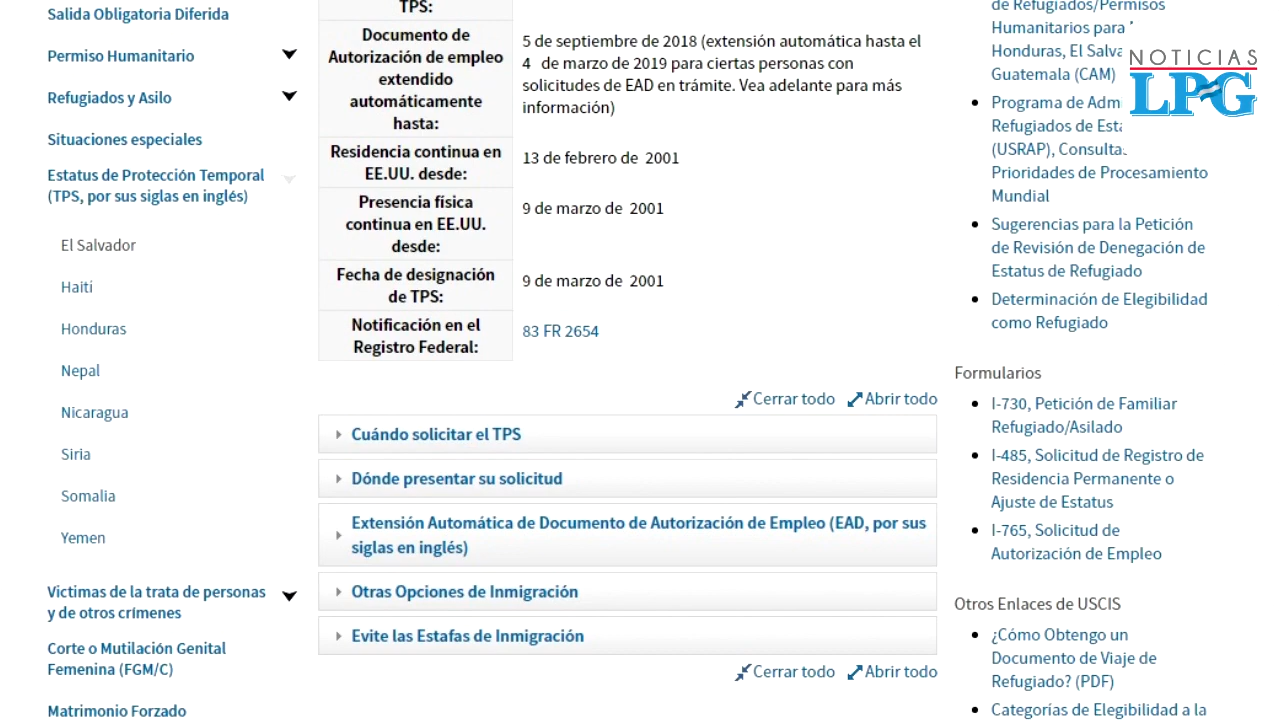 Salida Obligatoria Diferida
Permiso Humanitario
Refugiados y Asilo
Situaciones especiales
Estatus de Protección Temporal
(TPS, por sus siglas en inglés)
El Salvador
Haiti
Honduras
Nepal
Nicaragua
Siria
Somalia
Yemen
Victimas de la trata de personas
y de otros crímenes
Corte o Mutilación Genital
Femenina (FGM/C)
Matrimonio Forzado
TPS:
Documento de
Autorización de empleo
extendido
automáticamente
hasta:
5 de septiembre de 2018 (extensión automática hasta el
4 de marzo de 2019 para ciertas personas con
solicitudes de EAD en trámite. Vea adelante para más
información)
Residencia continua en
EE.UU. desde:
13 de febrero de 2001
Presencia física
continua en EE.UU.
desde:
9 de marzo de 2001
Fecha de designación
de TPS:
9 de marzo de 2001
Notificación en el
Registro Federal:
83 FR 2654
Cerrar todo Abrir todo
Cuándo solicitar el TPS
Dónde presentar su solicitud
Extensión Automática de Documento de Autorización de Empleo (EAD, por sus
siglas en inglés)
Otras Opciones de Inmigración
Evite las Estafas de Inmigración
Cerrar todo Abrir todo
de Refugiados/Permisos
Humanitarios para
Honduras, El Salva
Guatemala (CAM)
Programa de Admi
Refugiados de Esta
(USRAP), Consulta
Prioridades de Procesamiento
Mundial
Sugerencias para la Petición
de Revisión de Denegación de
Estatus de Refugiado
Determinación de Elegibilidad
como Refugiado
Formularios
I-730, Petición de Familiar
Refugiado/Asilado
I-485, Solicitud de Registro de
Residencia Permanente o
Ajuste de Estatus
I-765, Solicitud de
Autorización de Empleo
Otros Enlaces de USCIS
¿Cómo Obtengo un
Documento de Viaje de
Refugiado? (PDF)
Categorías de Elegibilidad a la
NOTICIAS
LPG